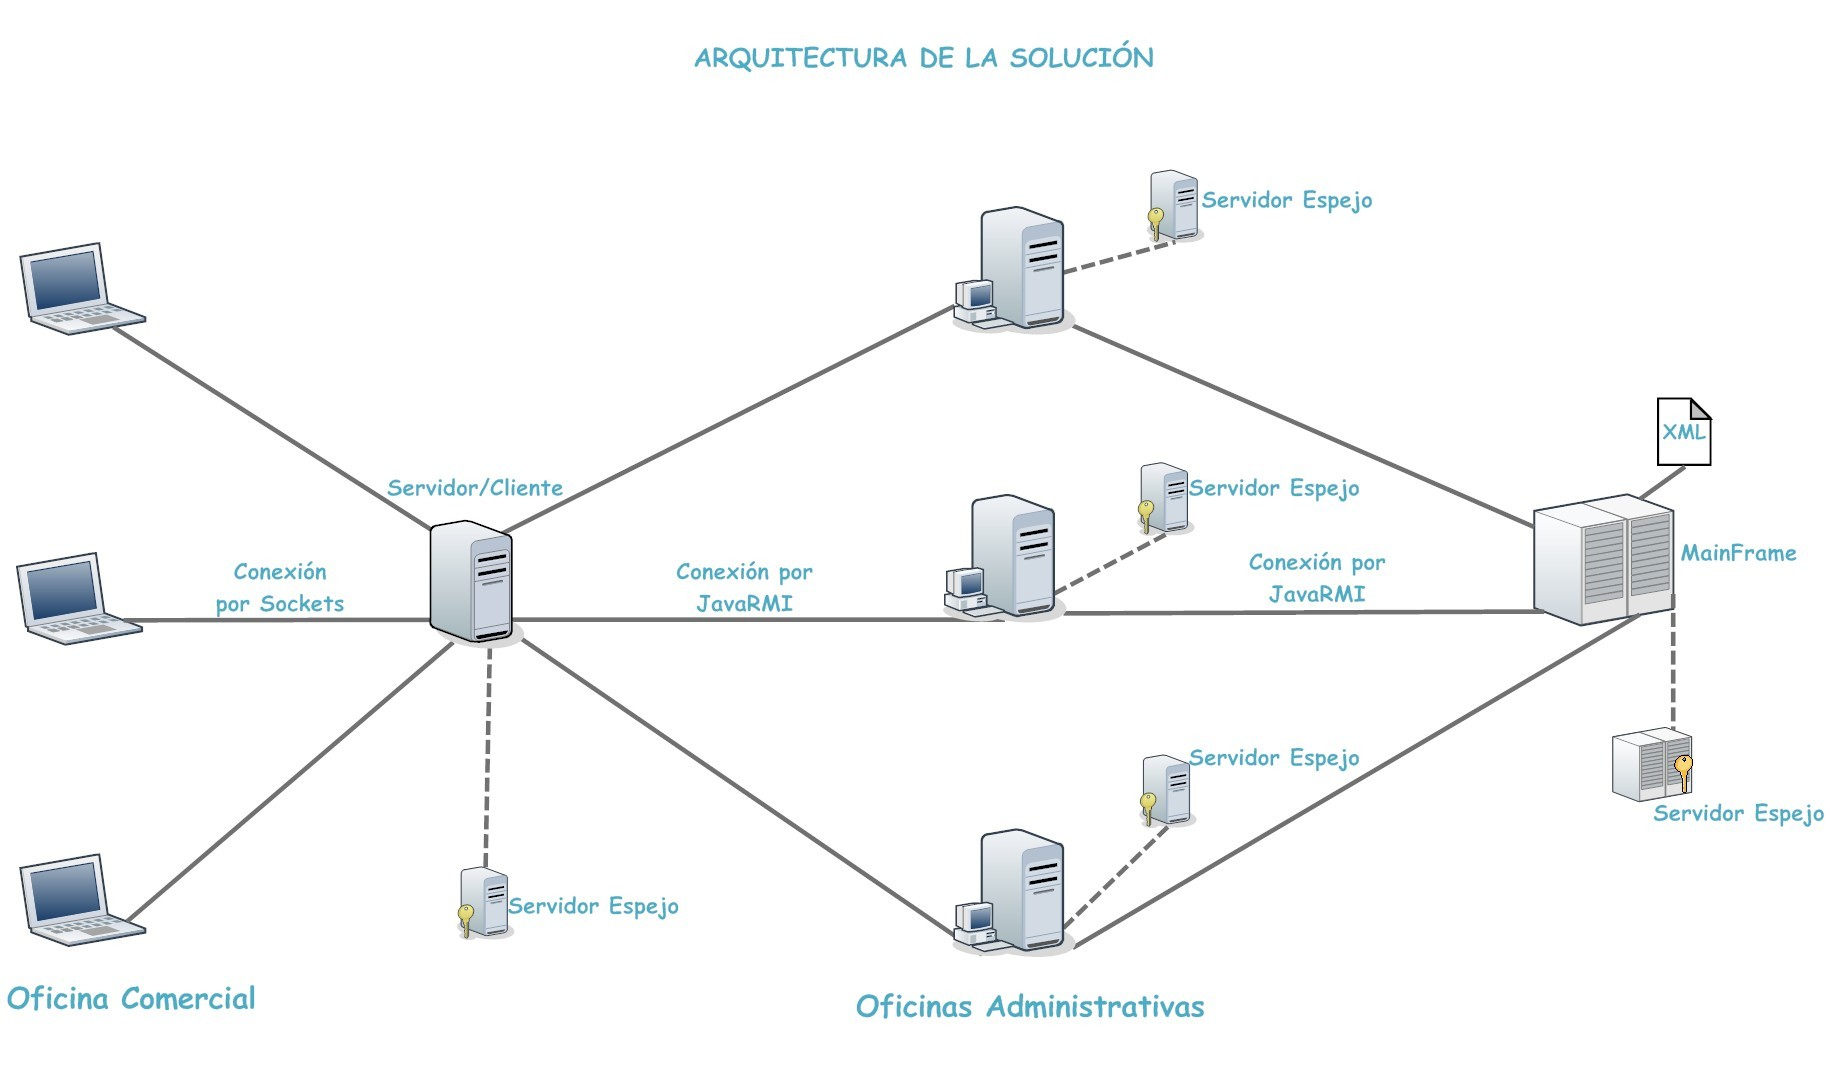 ARQUITECTURA DE LA SOLUCIÓN
Servidor Espejo
XML
Servidor/Cliente
Servidor Espejo
MainFrame
Conexión
por Sockets
Conexión por
JavaRMI
Conexión por
JavaRMI
Servidor Espejo
Servidor Espejo
Servidor Espejo
Oficina Comercial
Oficinas Administrativas